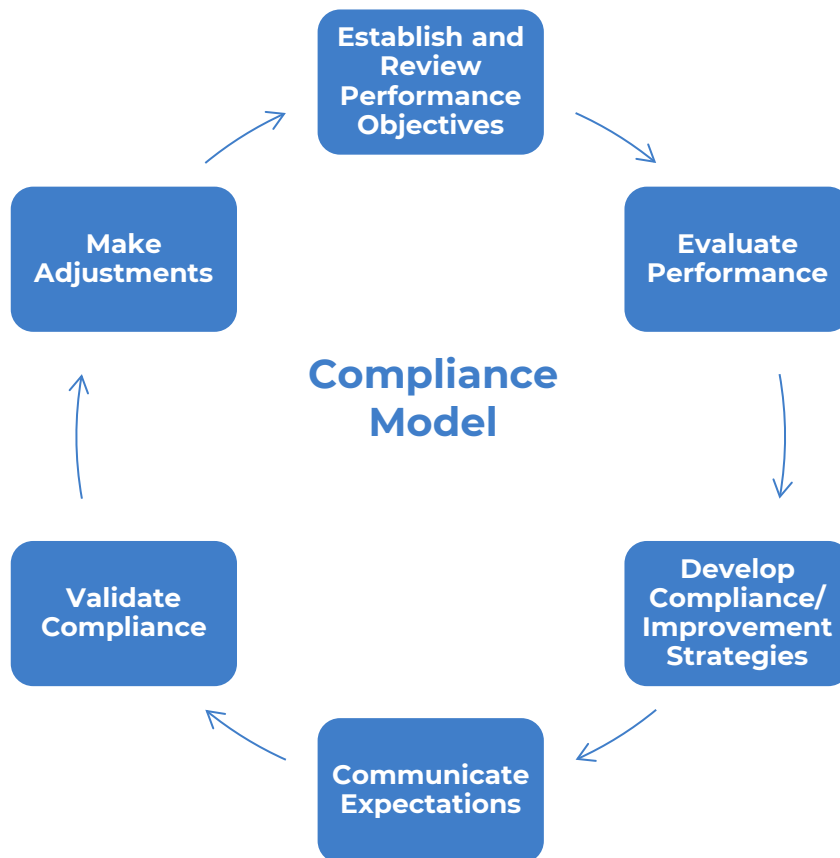 Establish and
Review
Performance
Objectives
Evaluate
Performance
Develop
Compliance/
Improvement
Strategies
Communicate
Expectations
Validate
Compliance
Make
Adjustments
Compliance
Model